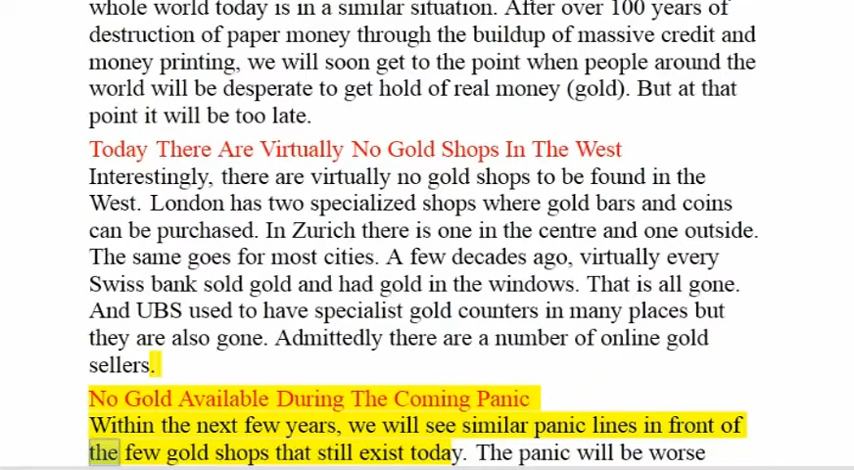 whole world today is in a similar situation. After over 100 years of
destruction of paper money through the buildup of massive credit and
money printing, we will soon get to the point when people around the
world will be desperate to get hold of real money (gold). But at that
point it will be too late.
Today There Are Virtually No Gold Shops In The West
Interestingly, there are virtually no gold shops to be found in the
West. London has two specialized shops where gold bars and coins
can be purchased. In Zurich there is one in the centre and one outside.
The same goes for most cities. A few decades ago, virtually every
Swiss bank sold gold and had gold in the windows. That is all gone.
And UBS used to have specialist gold counters in many places but
they are also gone. Admittedly there are a number of online gold
sellers.
No Gold Available During The Coming Panic
Within the next few years, we will see similar panic lines in front of
the few gold shops that still exist today. The panic will be worse